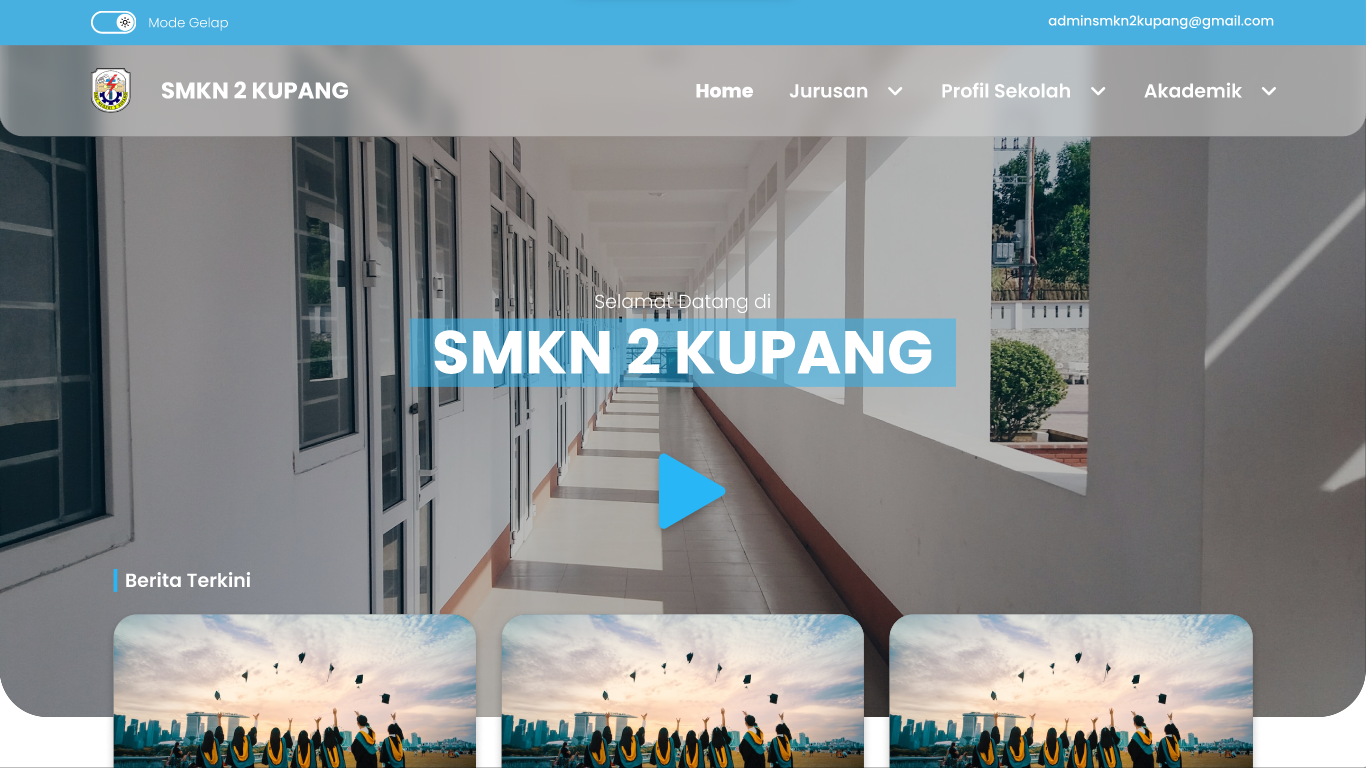 Mode Gelap
adminsmkn2kupang@gmail.com
SMKN 2 KUPANG
Home
Jurusan
Profil Sekolah
Akademik
Selamat Datang di
SMKN 2 KUPANG
Berita Terkini